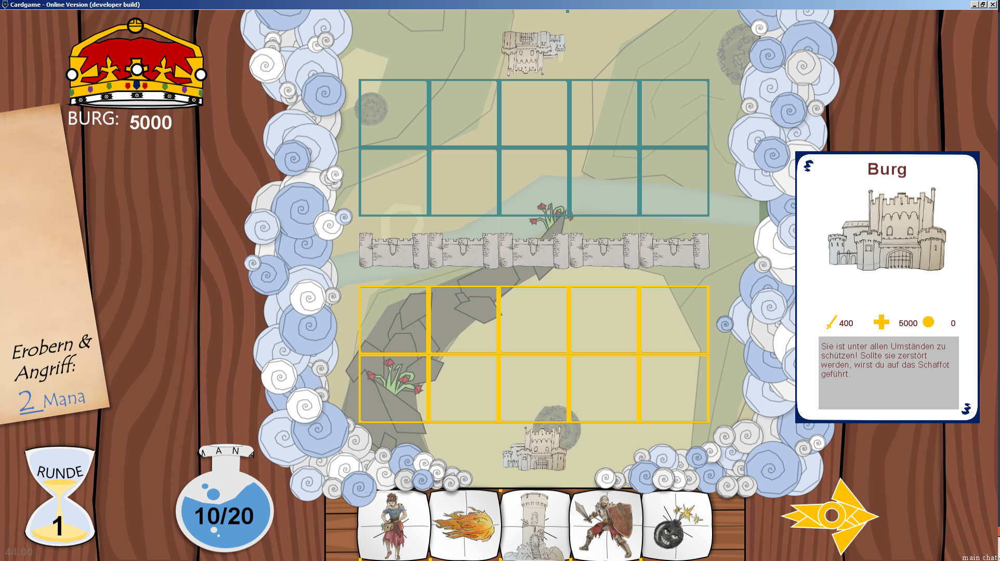 Cardgame - Online Version (developer build)
BURG: 5000
Erobern &
Angriff:
2 Mana
RUNDE
1
MANA
10/20
44.00
Burg
400 5000 0
Sie ist unter allen Umständen zu
schützen! Sollte sie zerstört
werden, wirst du auf das Schaffot
geführt.
main chat